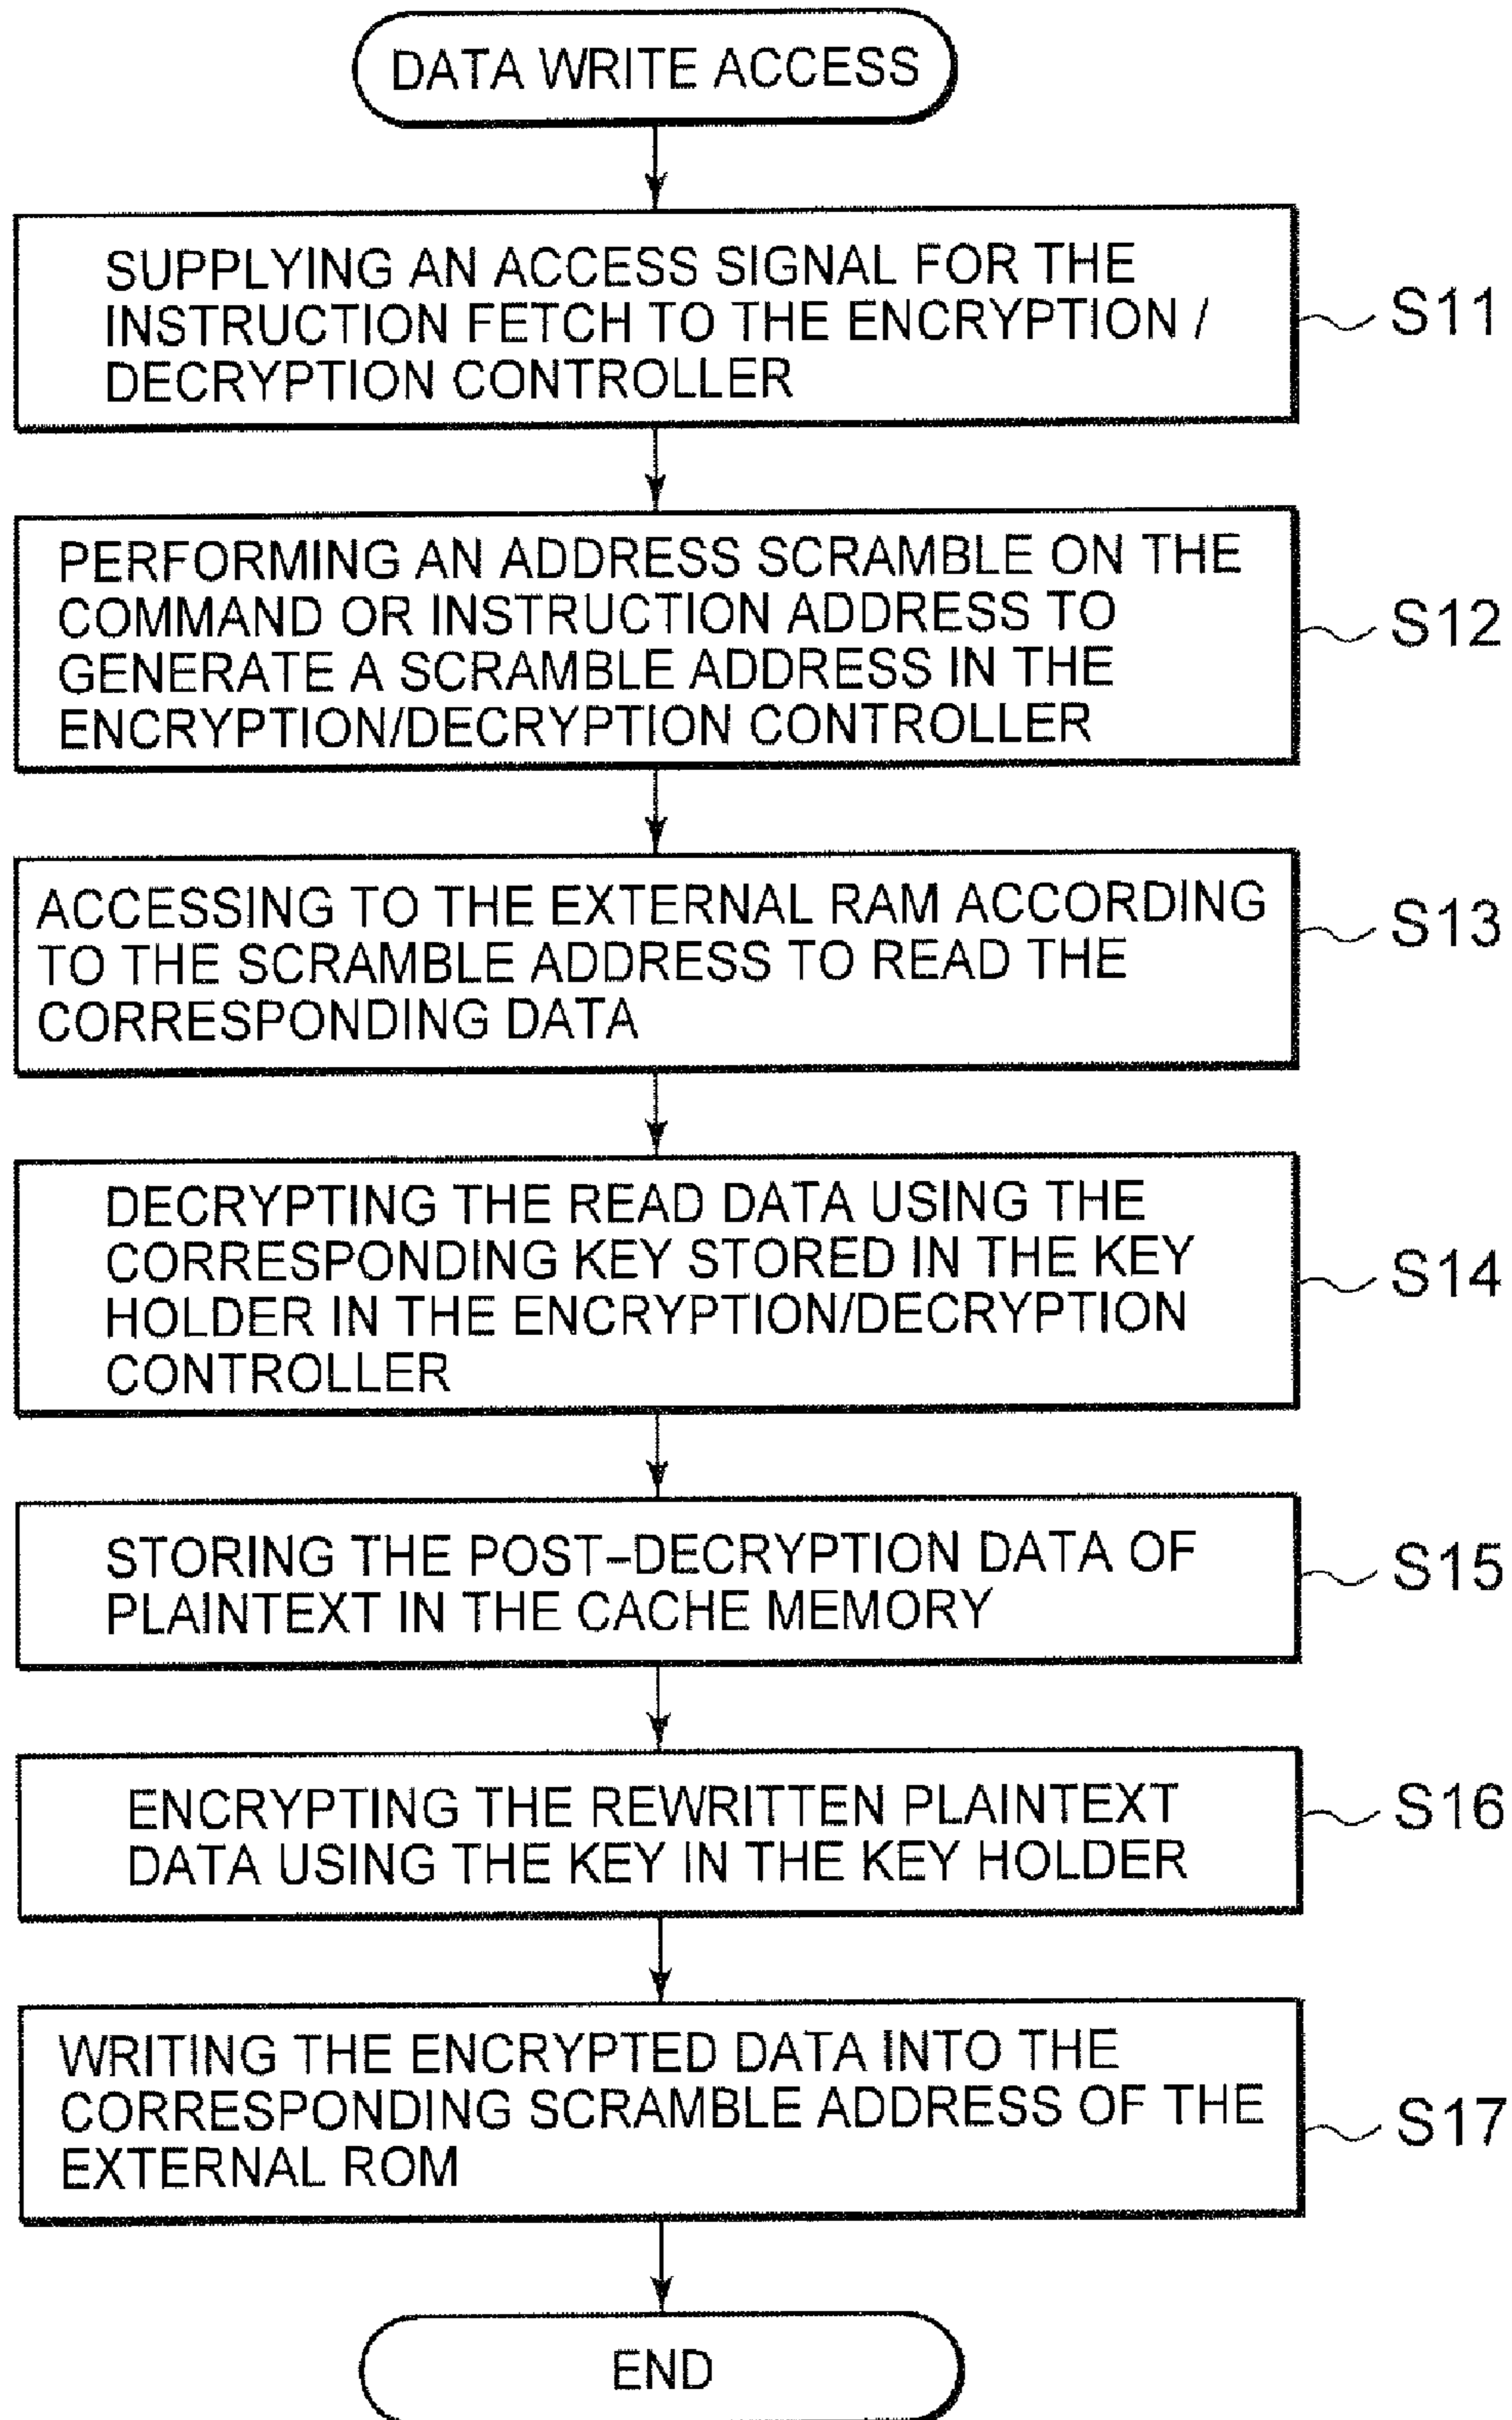 DATA WRITE ACCESS
SUPPLYING AN ACCESS SIGNAL FOR THE
INSTRUCTION FETCH TO THE ENCRYPTION /
DECRYPTION CONTROLLER
S11
PERFORMING AN ADDRESS SCRAMBLE ON THE
COMMAND OR INSTRUCTION ADDRESS TO
GENERATE A SCRAMBLE ADDRESS IN THE
ENCRYPTION/DECRYPTION CONTROLLER
S12
ACCESSING TO THE EXTERNAL RAM ACCORDING
TO THE SCRAMBLE ADDRESS TO READ THE
CORRESPONDING DATA
S13
DECRYPTING THE READ DATA USING THE
CORRESPONDING KEY STORED IN THE KEY
HOLDER IN THE ENCRYPTION/DECRYPTION
CONTROLLER
S14
STORING THE POST-DECRYPTION DATA OF
PLAINTEXT IN THE CACHE MEMORY
S15
ENCRYPTING THE REWRITTEN PLAINTEXT
DATA USING THE KEY IN THE KEY HOLDER
S16
WRITING THE ENCRYPTED DATA INTO THE
CORRESPONDING SCRAMBLE ADDRESS OF THE
EXTERNAL ROM
S17
END